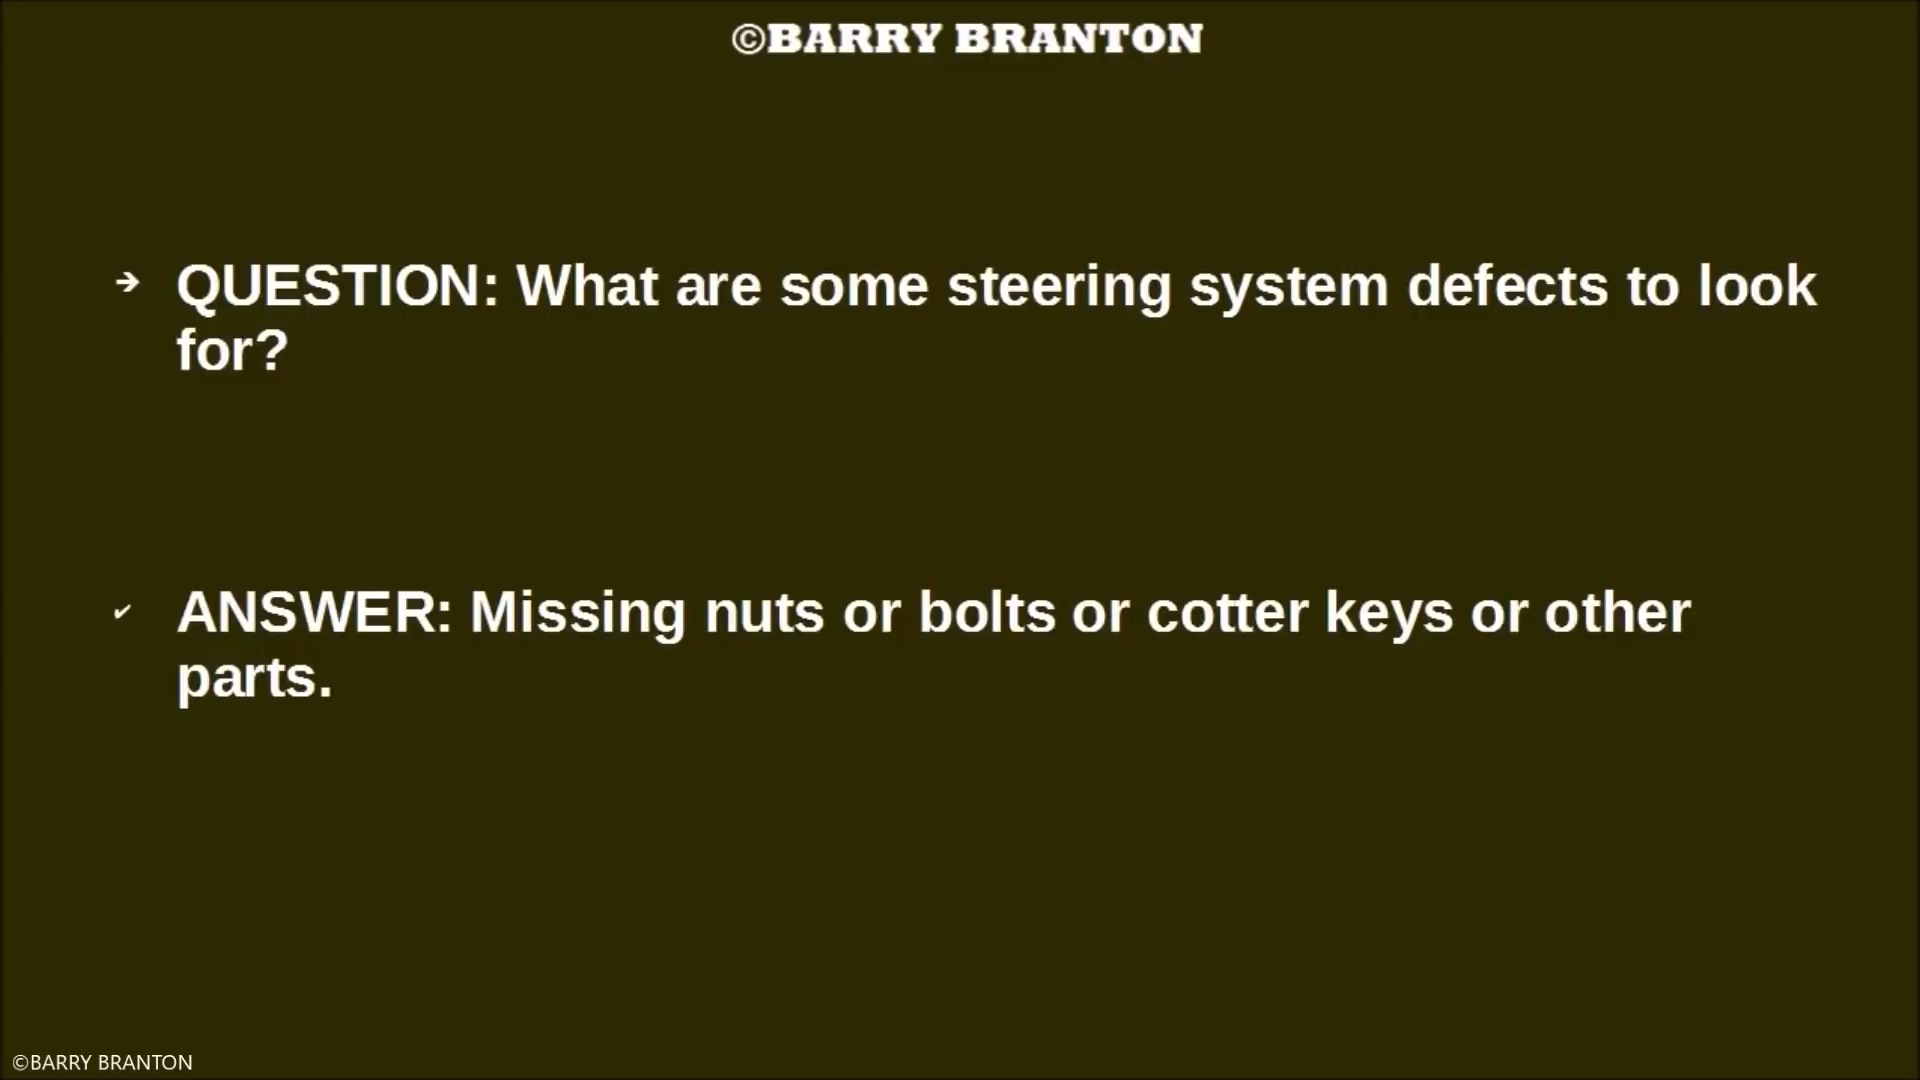 ©BARRY BRANTON
➔ QUESTION: What are some steering system defects to look
for?
✔ ANSWER: Missing nuts or bolts or cotter keys or other
parts.
©BARRY BRANTON